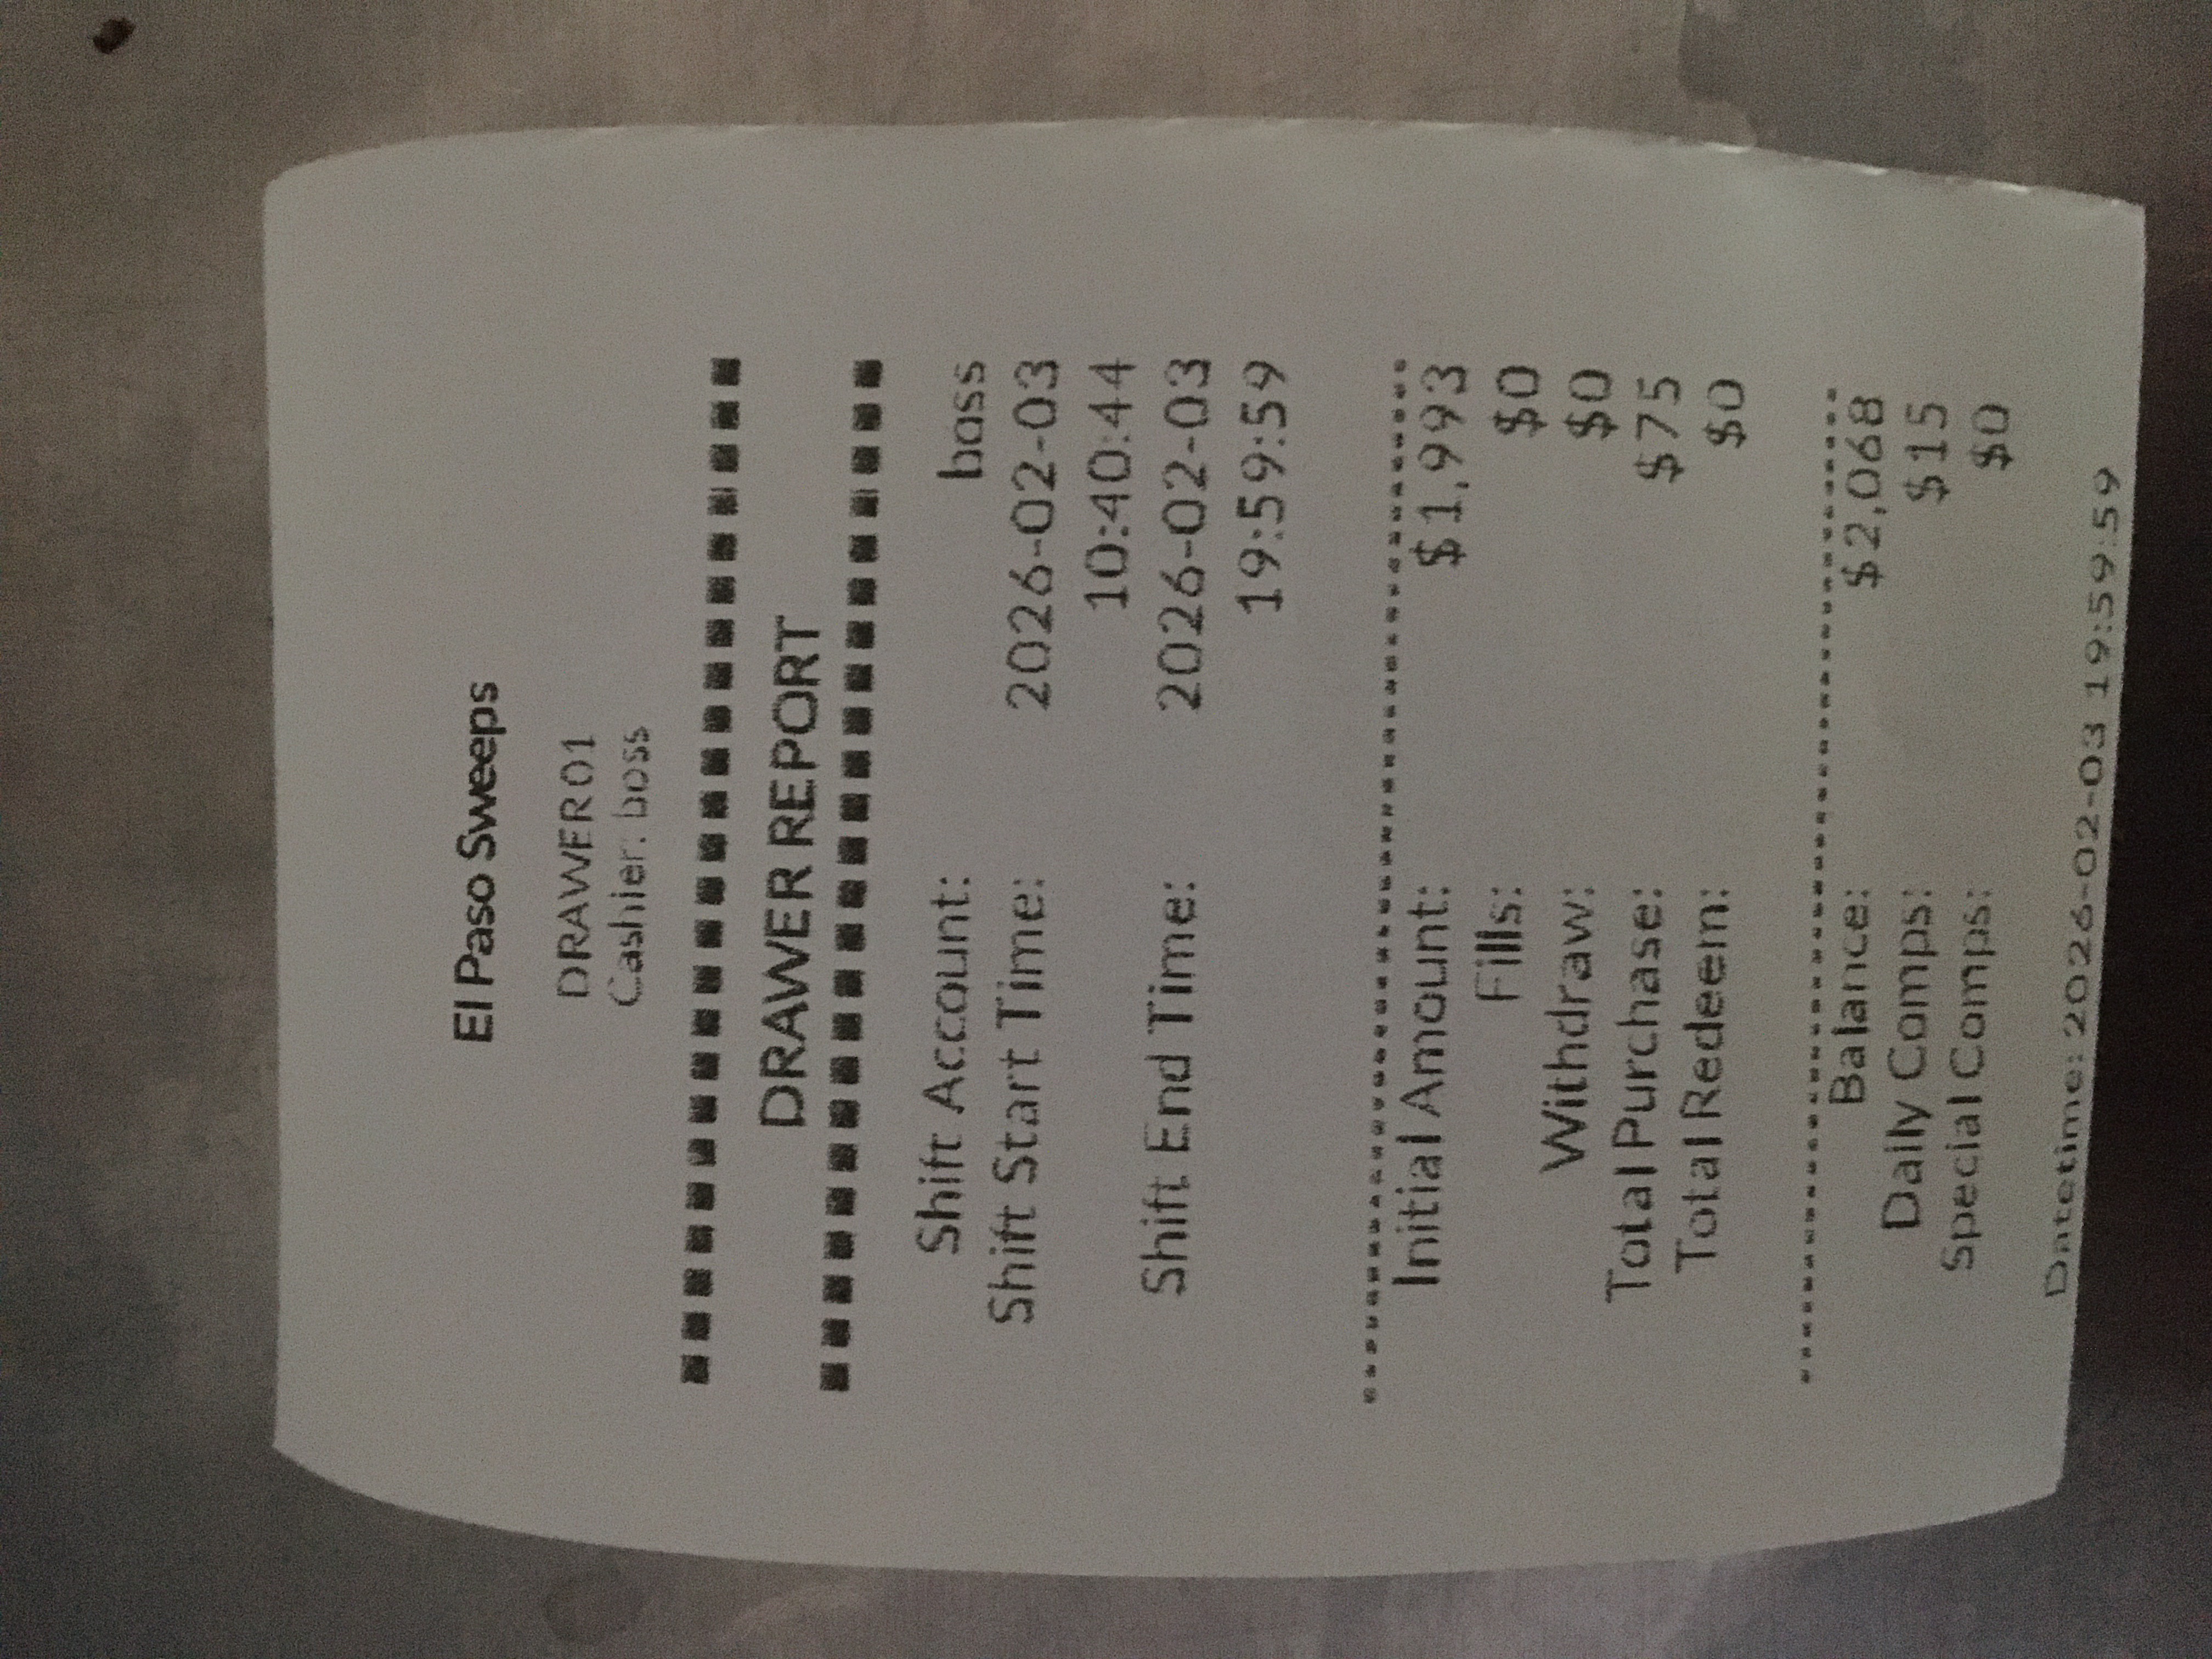 El Paso Sweeps
DRAWER01
Cashier: boss
DRAWER REPORT
Shift Account: boss
Shift Start Time: 2026-02-03
10:40:44
Shift End Time: 2026-02-03
19:59:59
Initial Amount: $1,993
Fills: $0
Withdraw: $0
Total Purchase: $75
Total Redeem: $0
Balance: $2,068
Daily Comps: $15
Special Comps: $0
Datetime: 2026-02-03 19:59:59